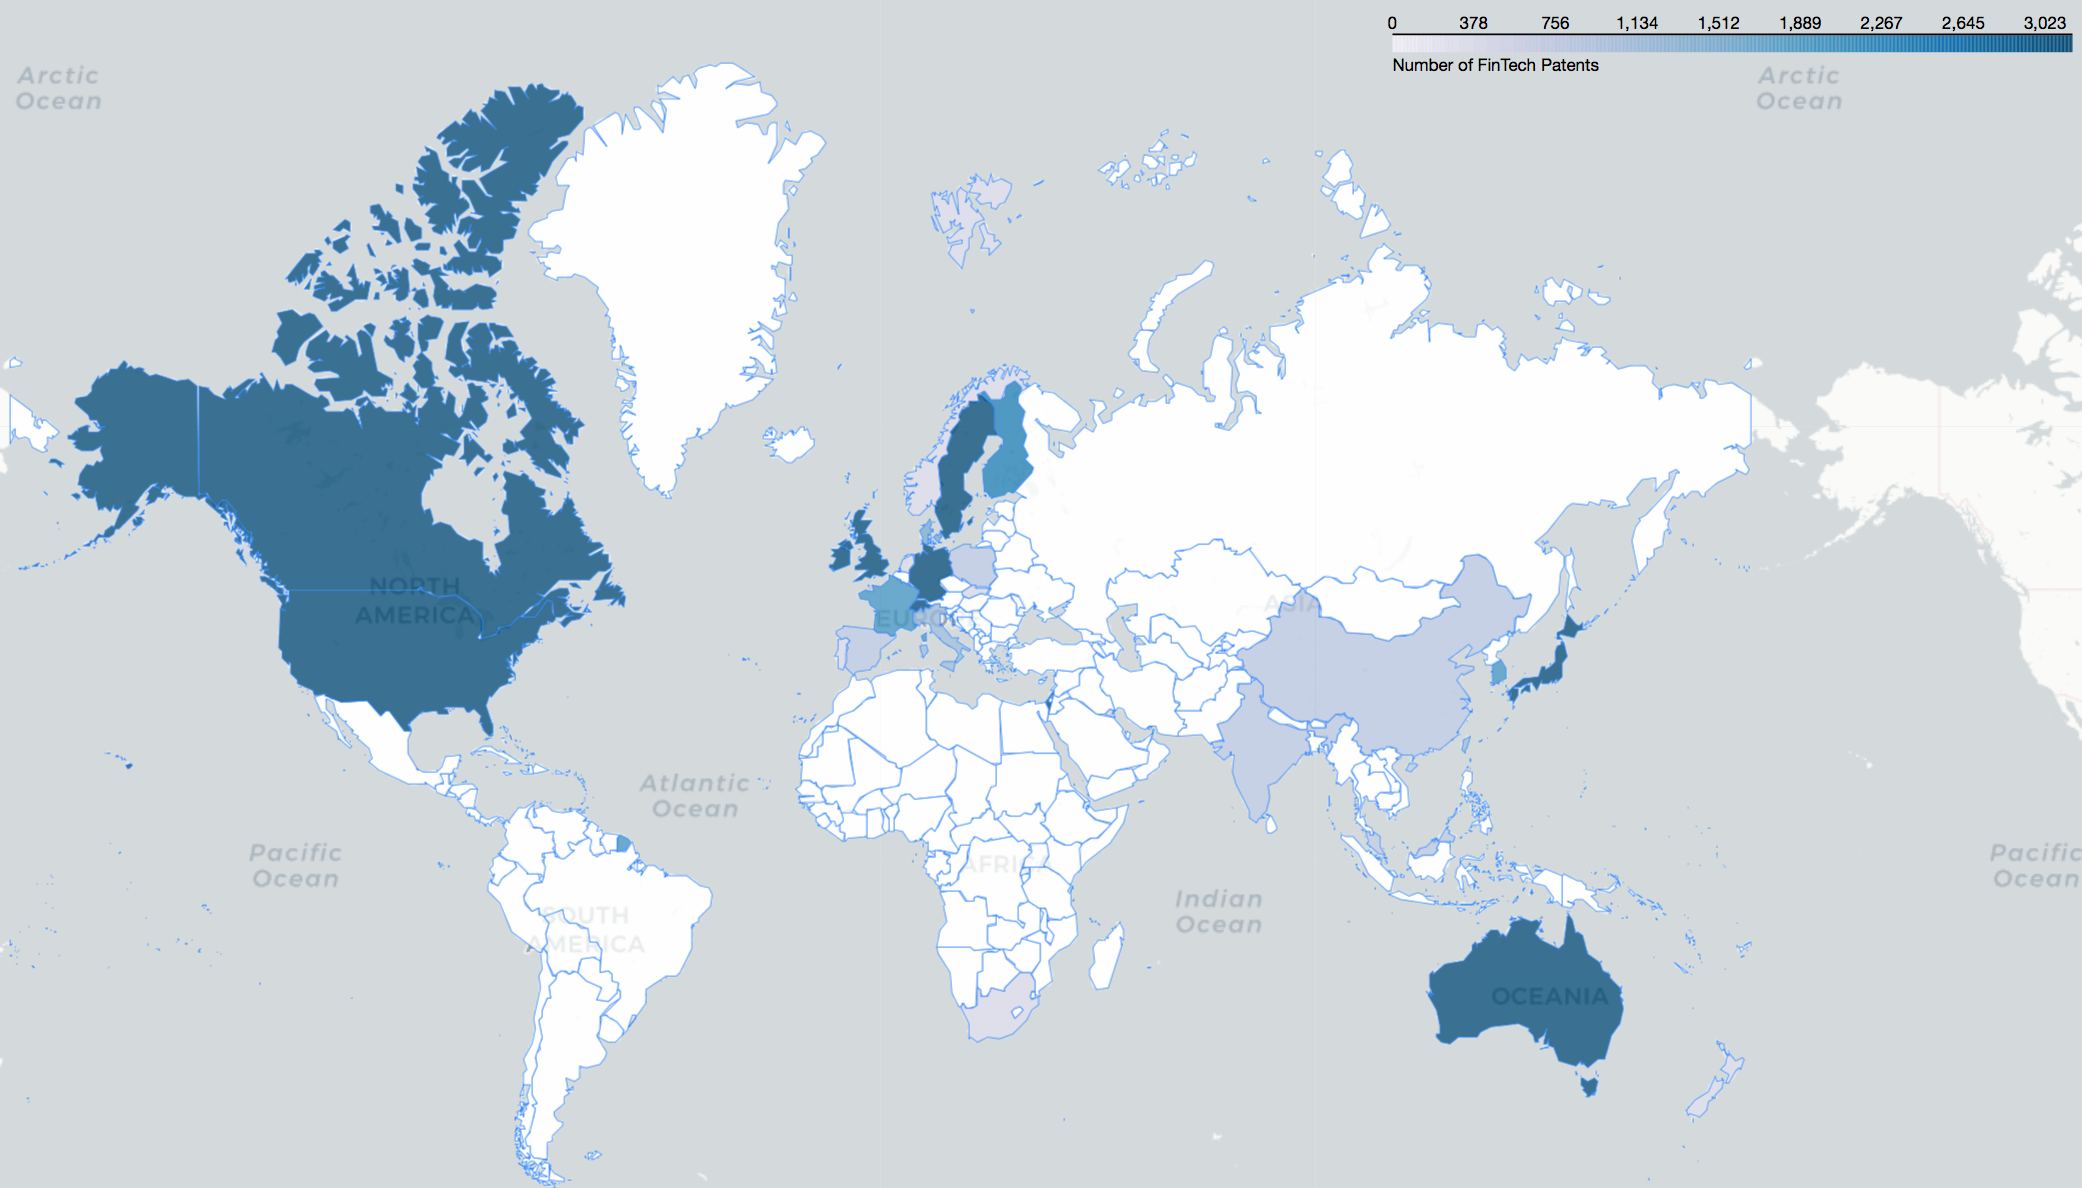 0 378 756 1,134 1,512 1,889 2,267 2,645 3,023
Number of FinTech Patents
Arctic
Ocean
Arctic
Ocean
NORTH
AMERICA
EUROPE
ASIA
Atlantic
Ocean
Pacific
Ocean
AFRICA
Indian
Ocean
Pacific
Ocean
SOUTH
AMERICA
OCEANIA